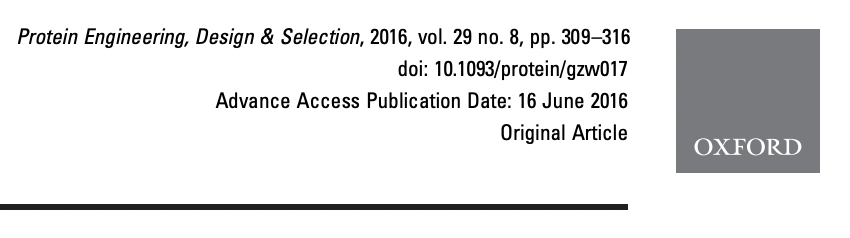 Protein Engineering, Design & Selection, 2016, vol. 29 no. 8, pp. 309–316
doi: 10.1093/protein/gzw017
Advance Access Publication Date: 16 June 2016
Original Article
OXFORD